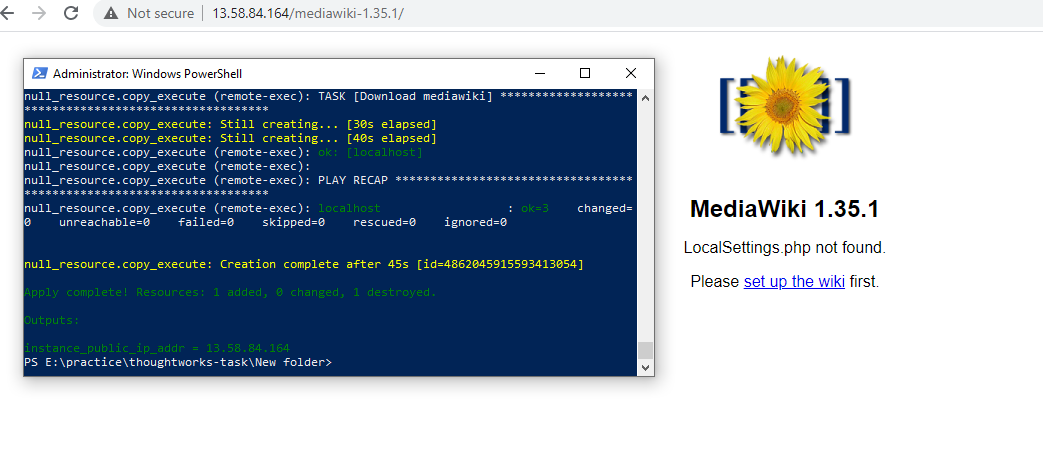 Not secure | 13.58.84.164/mediawiki-1.35.1/
Administrator: Windows PowerShell
null_resource.copy_execute (remote-exec): TASK [Download mediawiki] *******************
***********************************
null_resource.copy_execute: Still creating... [30s elapsed]
null_resource.copy_execute: Still creating... [40s elapsed]
null_resource.copy_execute (remote-exec): ok: [localhost]
null_resource.copy_execute (remote-exec):
null_resource.copy_execute (remote-exec): PLAY RECAP **********************************
***********************************
null_resource.copy_execute (remote-exec): localhost                  : ok=3    changed=
0    unreachable=0    failed=0    skipped=0    rescued=0    ignored=0
null_resource.copy_execute: Creation complete after 45s [id=4862045915593413054]
Apply complete! Resources: 1 added, 0 changed, 1 destroyed.
Outputs:
instance_public_ip_addr = 13.58.84.164
PS E:\practice\thoughtworks-task\New folder>
MediaWiki 1.35.1
LocalSettings.php not found.
Please set up the wiki first.